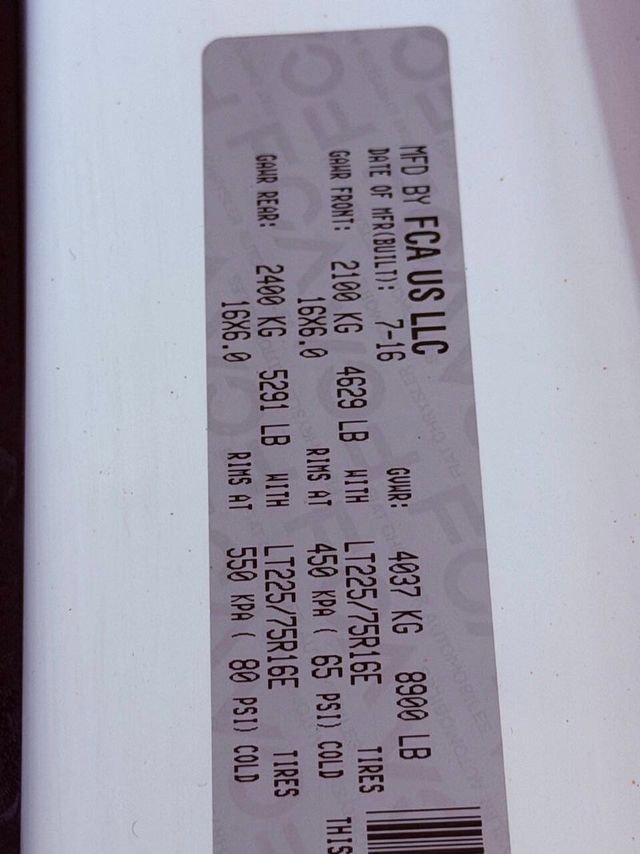 MFD BY FCA US LLC
DATE OF MFR(BUILT): 7-16 GVWR: 4037 KG 8900 LB
GAWR FRONT: 2100 KG 4629 LB WITH LT225/75R16E TIRES
16X6.0 RIMS AT 450 KPA ( 65 PSI) COLD THIS
GAWR REAR: 2400 KG 5291 LB WITH LT225/75R16E TIRES
16X6.0 RIMS AT 550 KPA ( 80 PSI) COLD